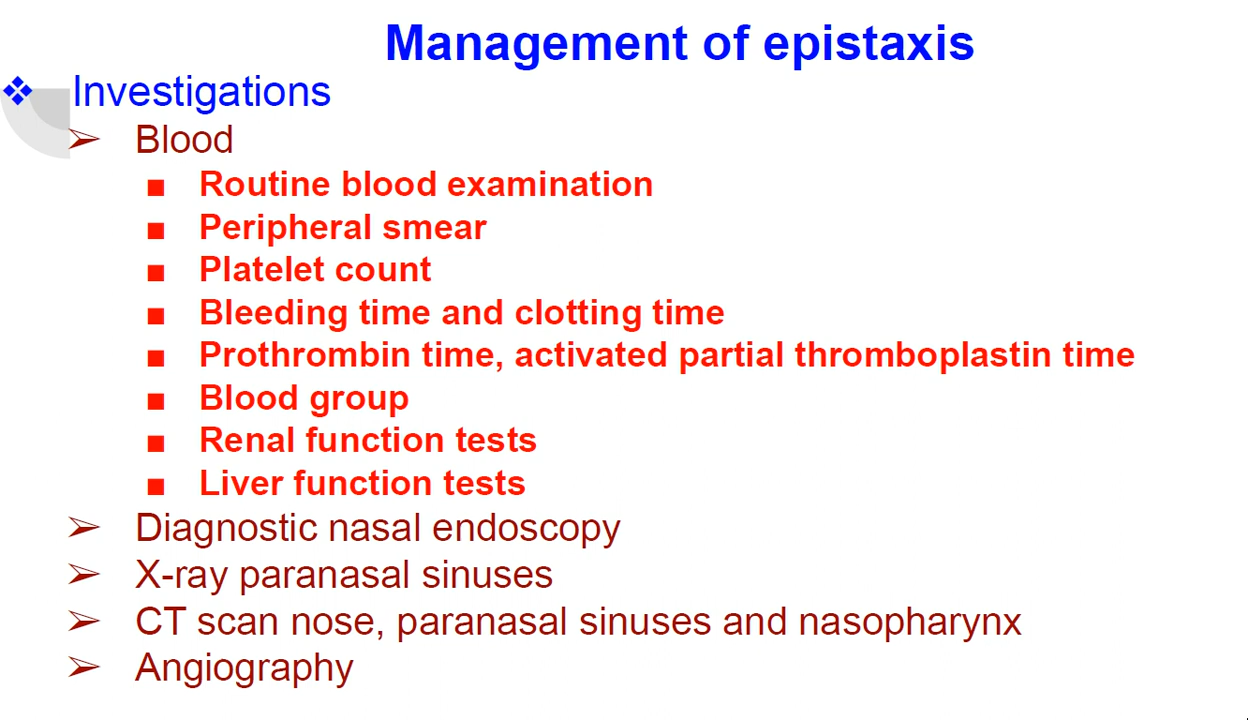 Management of epistaxis
❖ Investigations
➢ Blood
■ Routine blood examination
■ Peripheral smear
■ Platelet count
■ Bleeding time and clotting time
■ Prothrombin time, activated partial thromboplastin time
■ Blood group
■ Renal function tests
■ Liver function tests
➢ Diagnostic nasal endoscopy
➢ X-ray paranasal sinuses
➢ CT scan nose, paranasal sinuses and nasopharynx
➢ Angiography